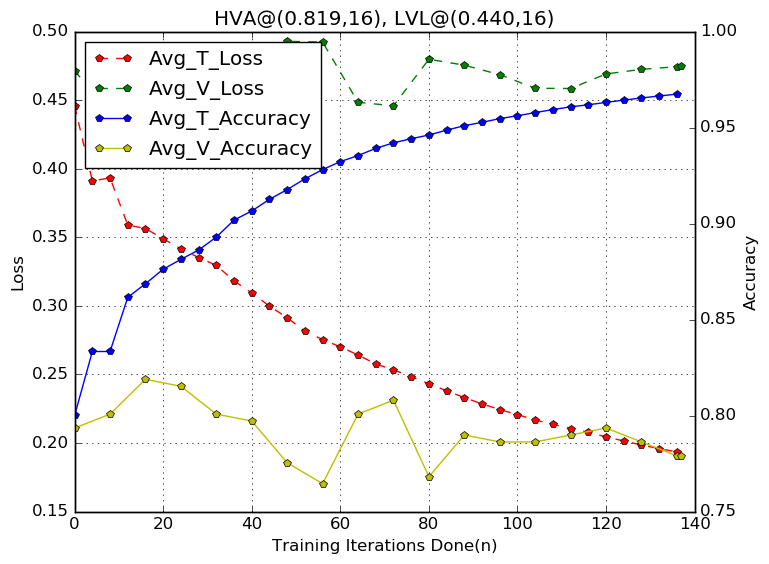 HVA@(0.819,16), LVL@(0.440,16)
0.50
0.45
0.40
0.35
0.30
0.25
0.20
0.15
Loss
Avg_T_Loss
Avg_V_Loss
Avg_T_Accuracy
Avg_V_Accuracy
1.00
0.95
0.90
0.85
0.80
0.75
Accuracy
0 20 40 60 80 100 120 140
Training Iterations Done(n)